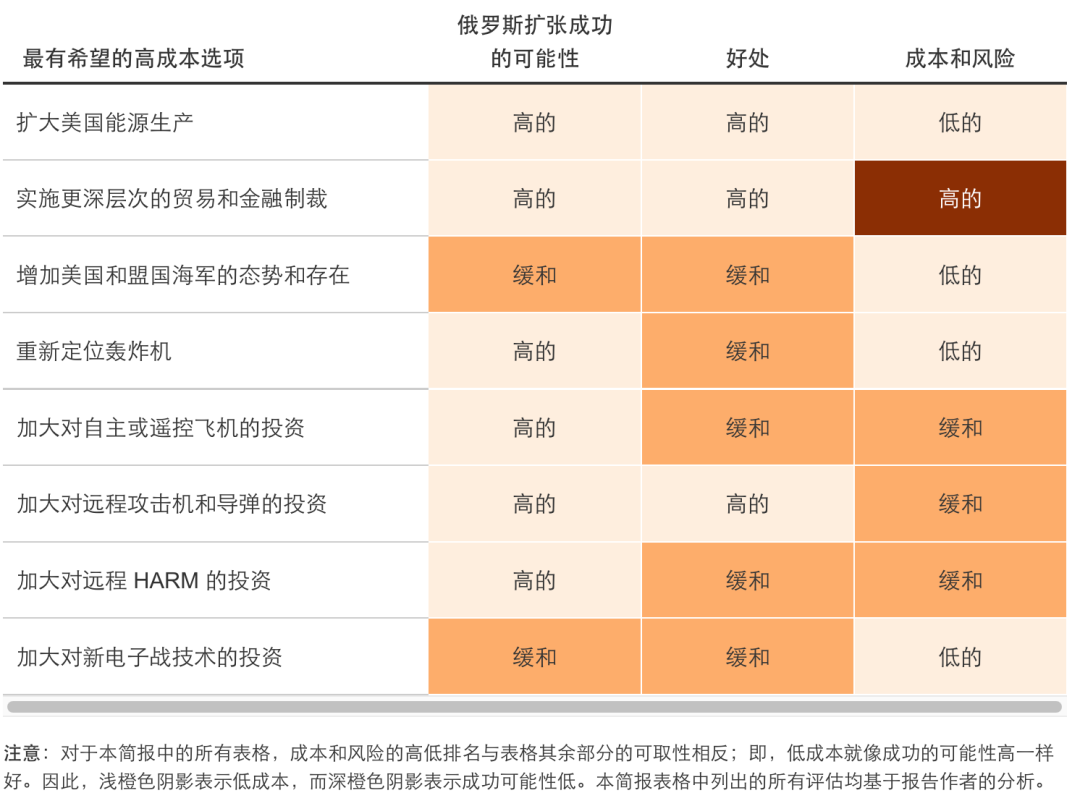 俄罗斯扩张成功
最有希望的高成本选项 的可能性 好处 成本和风险
扩大美国能源生产 高的 高的 低的
实施更深层次的贸易和金融制裁 高的 高的 高的
增加美国和盟国海军的态势和存在 缓和 缓和 低的
重新定位轰炸机 高的 缓和 低的
加大对自主或遥控飞机的投资 高的 缓和 缓和
加大对远程攻击机和导弹的投资 高的 高的 缓和
加大对远程 HARM 的投资 高的 缓和 缓和
加大对新电子战技术的投资 缓和 缓和 低的
注意：对于本简报中的所有表格，成本和风险的高低排名与表格其余部分的可取性相反；即，低成本就像成功的可能性高一样
好。因此，浅橙色阴影表示低成本，而深橙色阴影表示成功可能性低。本简报表格中列出的所有评估均基于报告作者的分析。